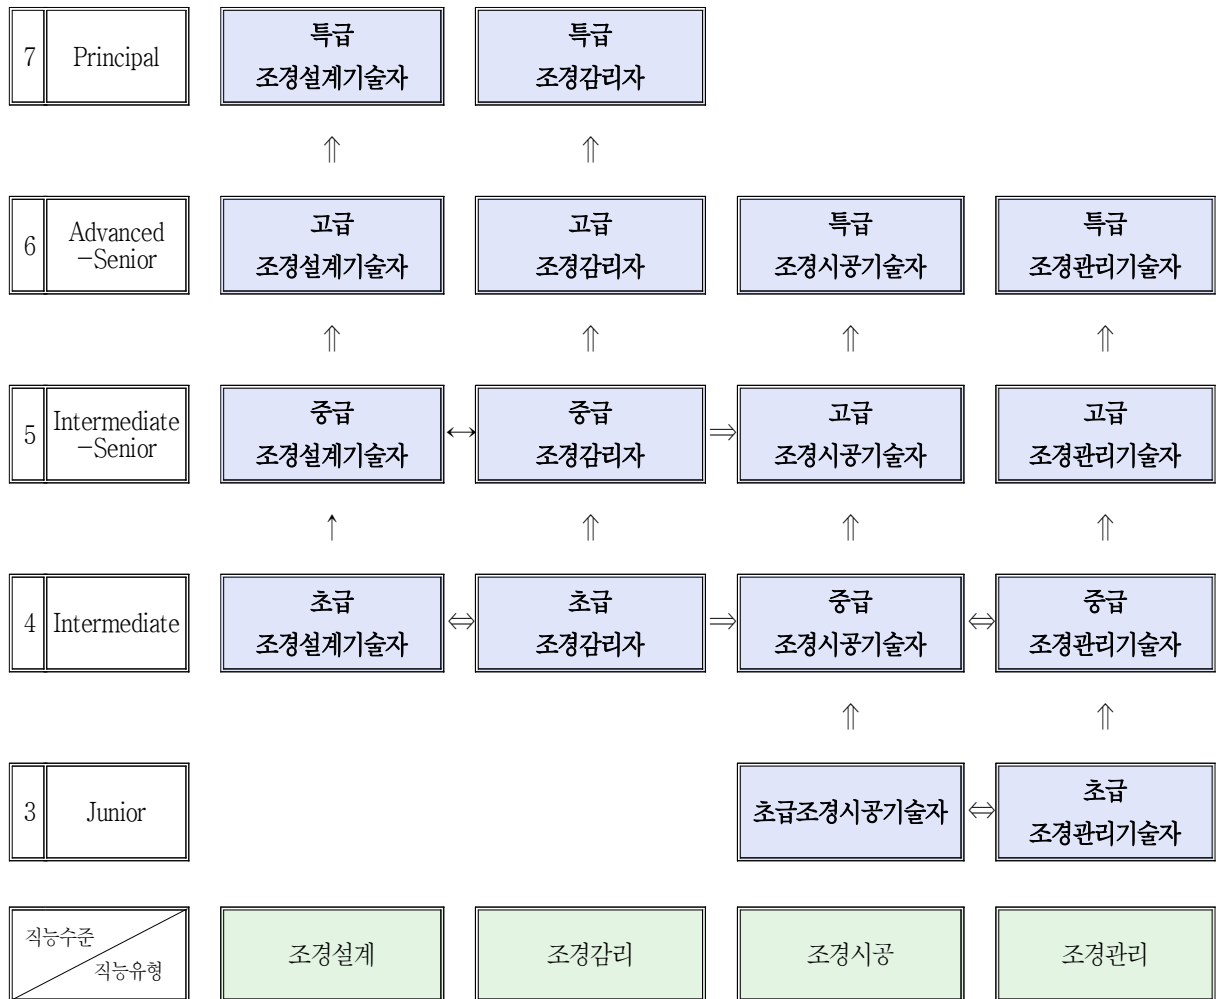 7
Principal
특급
조경설계기술자
특급
조경감리자
⇑
⇑
6
Advanced
-Senior
고급
조경설계기술자
고급
조경감리자
특급
조경시공기술자
특급
조경관리기술자
⇑
⇑
⇑
⇑
5
Intermediate
-Senior
중급
조경설계기술자
↔
중급
조경감리자
⇒
고급
조경시공기술자
고급
조경관리기술자
↑
⇑
⇑
⇑
4
Intermediate
초급
조경설계기술자
⇔
초급
조경감리자
⇒
중급
조경시공기술자
⇔
중급
조경관리기술자
⇑
⇑
3
Junior
초급조경시공기술자
⇔
초급
조경관리기술자
직능수준
직능유형
조경설계
조경감리
조경시공
조경관리